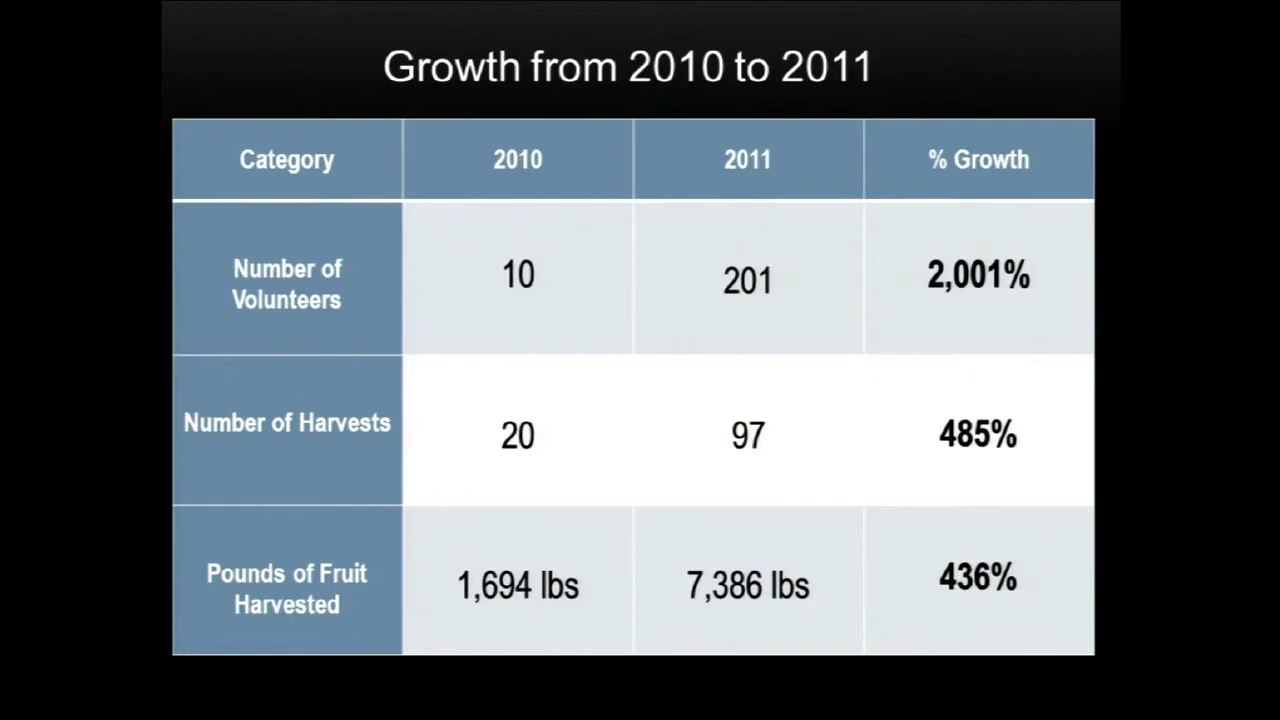 Growth from 2010 to 2011
Category 2010 2011 % Growth
Number of
Volunteers
10 201 2,001%
Number of Harvests 20 97 485%
Pounds of Fruit
Harvested
1,694 lbs 7,386 lbs 436%